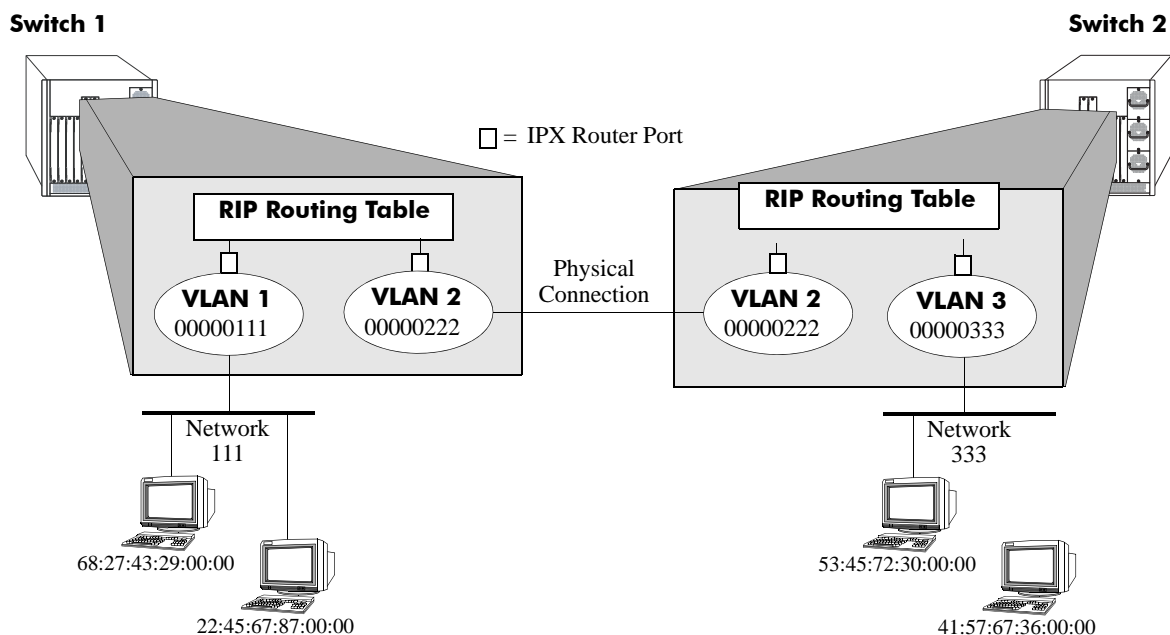 Switch 1
Switch 2
= IPX Router Port
RIP Routing Table
RIP Routing Table
VLAN 1
00000111
VLAN 2
00000222
Physical
Connection
VLAN 2
00000222
VLAN 3
00000333
Network
111
Network
333
68:27:43:29:00:00
22:45:67:87:00:00
53:45:72:30:00:00
41:57:67:36:00:00